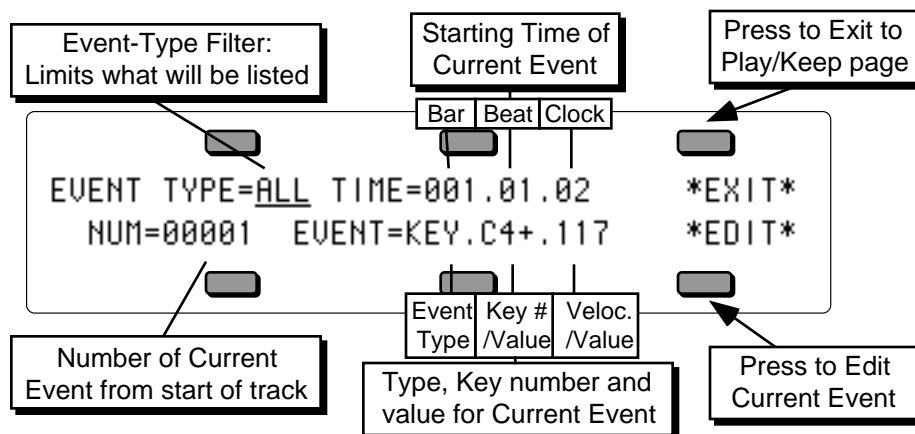 Event-Type Filter:
Limits what will be listed
Starting Time of
Current Event
Press to Exit to
Play/Keep page
Bar Beat Clock
EVENT TYPE=ALL TIME=001.01.02 *EXIT*
NUM=00001 EVENT=KEY.C4+.117 *EDIT*
Event
Type
Key #
/Value
Veloc.
/Value
Number of Current
Event from start of track
Type, Key number and
value for Current Event
Press to Edit
Current Event